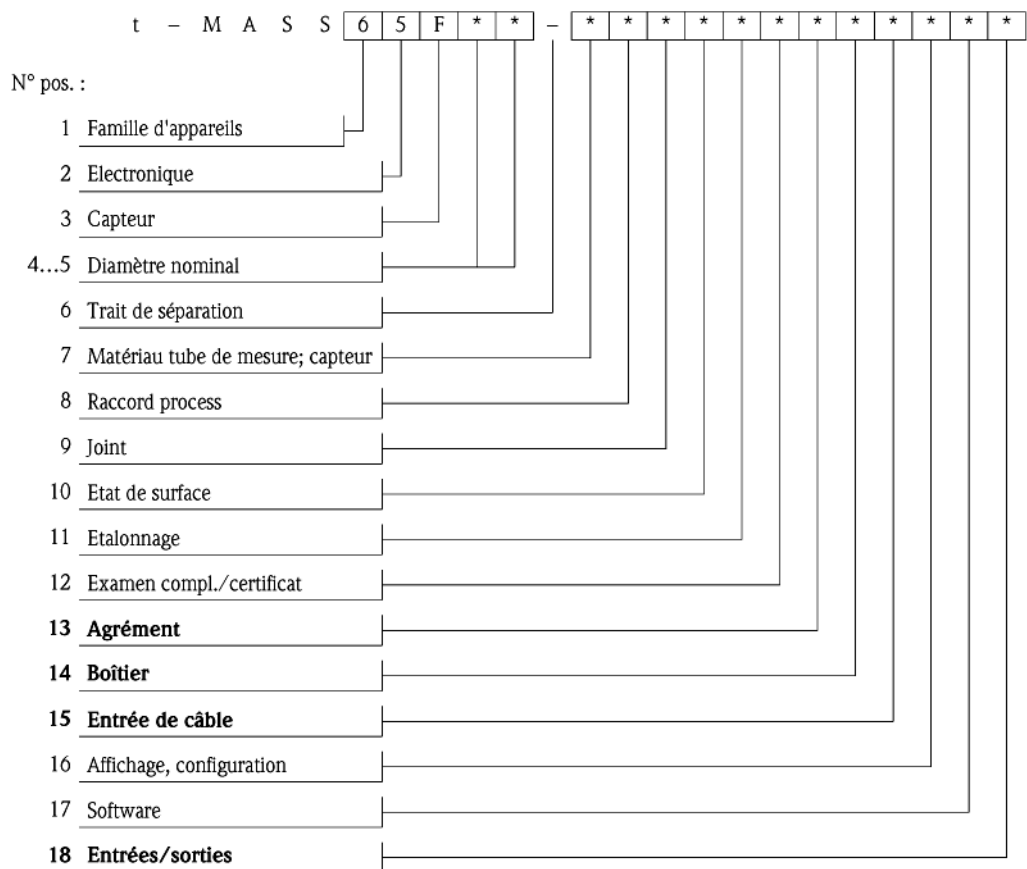 t – M A S S 6 5 F * * – * * * * * * * * * * * *
N° pos. :
1 Famille d'appareils
2 Electronique
3 Capteur
4...5 Diamètre nominal
6 Trait de séparation
7 Matériau tube de mesure; capteur
8 Raccord process
9 Joint
10 Etat de surface
11 Etalonnage
12 Examen compl./certificat
13 Agrément
14 Boîtier
15 Entrée de câble
16 Affichage, configuration
17 Software
18 Entrées/sorties